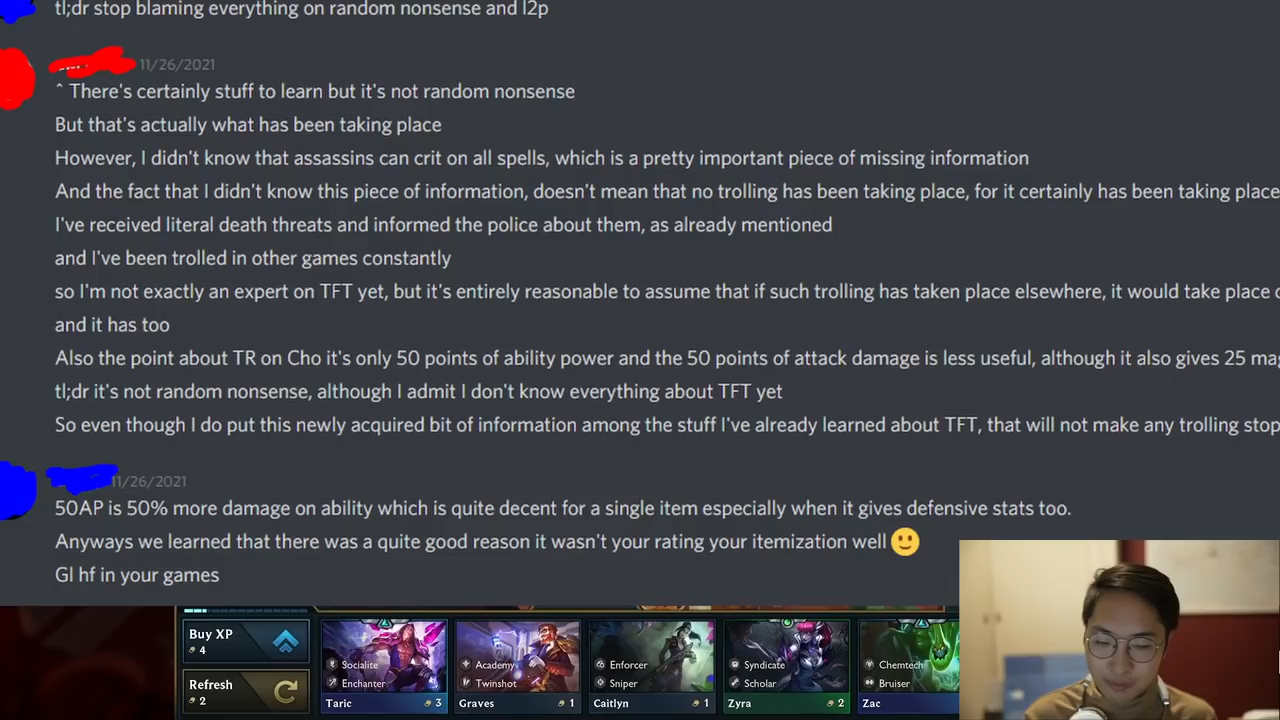 tl;dr stop blaming everything on random nonsense and l2p
11/26/2021
^ There's certainly stuff to learn but it's not random nonsense
But that's actually what has been taking place
However, I didn't know that assassins can crit on all spells, which is a pretty important piece of missing information
And the fact that I didn't know this piece of information, doesn't mean that no trolling has been taking place, for it certainly has been taking place
I've received literal death threats and informed the police about them, as already mentioned
and I've been trolled in other games constantly
so I'm not exactly an expert on TFT yet, but it's entirely reasonable to assume that if such trolling has taken place elsewhere, it would take place
and it has too
Also the point about TR on Cho it's only 50 points of ability power and the 50 points of attack damage is less useful, although it also gives 25
tl;dr it's not random nonsense, although I admit I don't know everything about TFT yet
So even though I do put this newly acquired bit of information among the stuff I've already learned about TFT, that will not make any trolling stop
11/26/2021
50AP is 50% more damage on ability which is quite decent for a single item especially when it gives defensive stats too.
Anyways we learned that there was a quite good reason it wasn't your rating your itemization well 🙂
Gl hf in your games
Buy XP
4
Refresh
2
Socialite
Enchanter
Taric 3
Academy
Twinshot
Graves 1
Enforcer
Sniper
Caitlyn 1
Syndicate
Scholar
Zyra 2
Chemtech
Bruiser
Zac